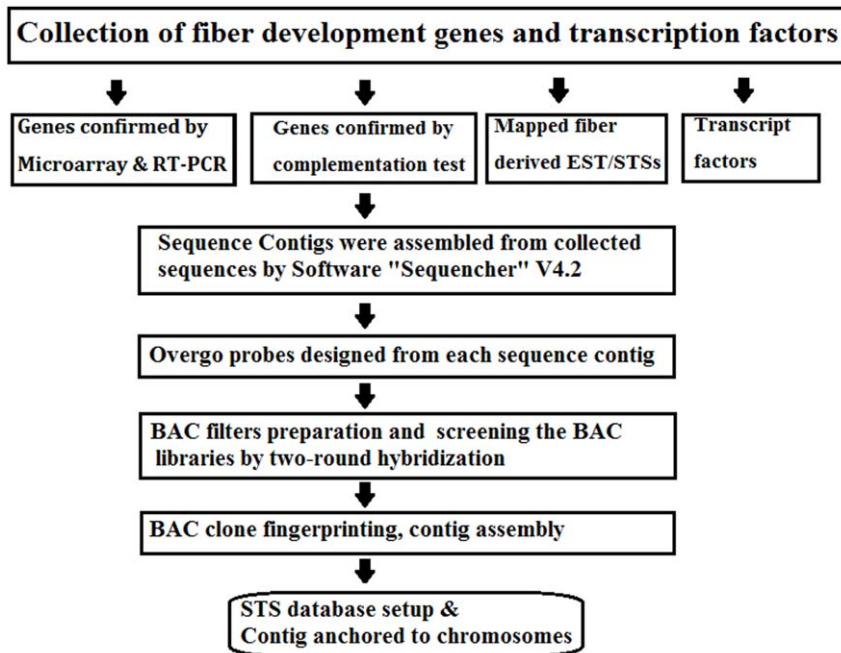 Collection of fiber development genes and transcription factors
Genes confirmed by
Microarray & RT-PCR
Genes confirmed by
complementation test
Mapped fiber
derived EST/STSs
Transcript
factors
Sequence Contigs were assembled from collected
sequences by Software "Sequencher" V4.2
Overgo probes designed from each sequence contig
BAC filters preparation and screening the BAC
libraries by two-round hybridization
BAC clone fingerprinting, contig assembly
STS database setup &
Contig anchored to chromosomes